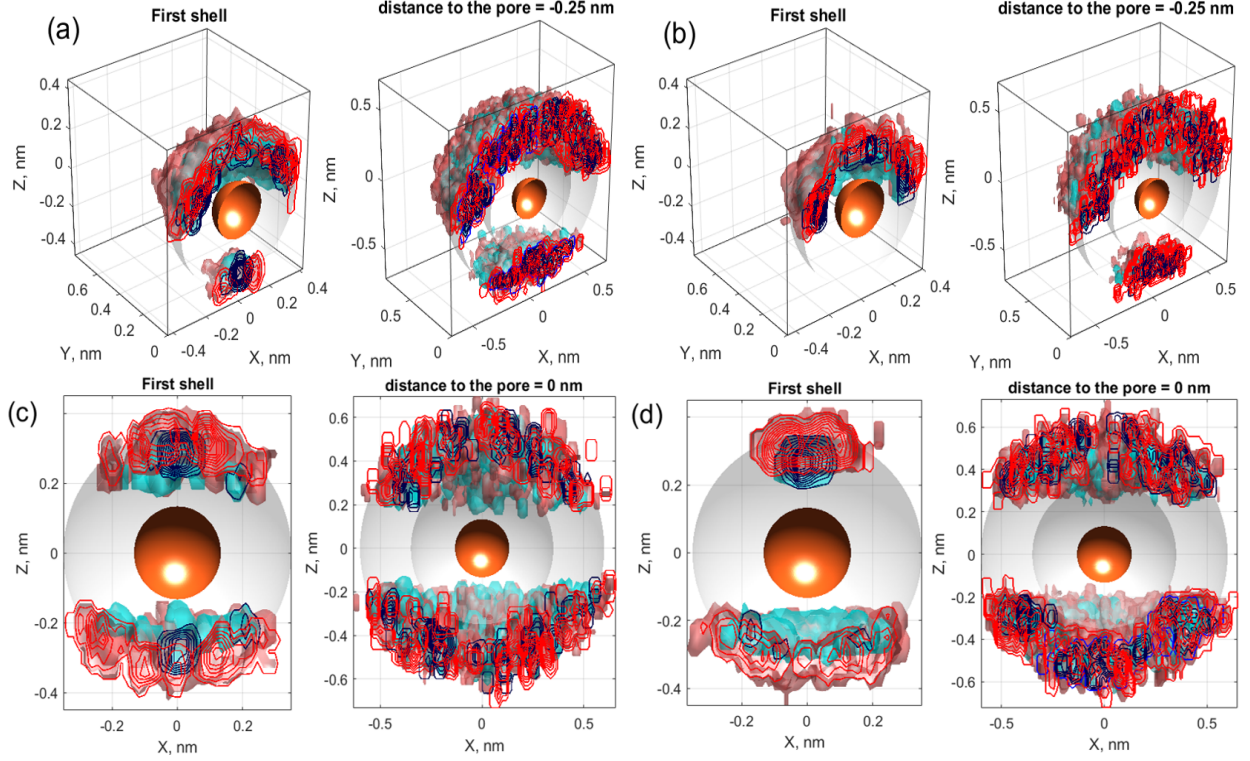 (a)
First shell
distance to the pore = -0.25 nm
(b)
First shell
distance to the pore = -0.25 nm
0.4
0.2
0
-0.2
-0.4
Z, nm
0.6
0.4
0.2
0
Y, nm
-0.4
-0.2
0
0.2
0.4
X, nm
0.5
0
-0.5
Z, nm
0.5
0
Y, nm
-0.5
0
0.5
X, nm
0.4
0.2
0
-0.2
-0.4
Z, nm
0.6
0.4
0.2
0
Y, nm
-0.4
-0.2
0
0.2
0.4
X, nm
0.5
0
-0.5
Z, nm
0.5
0
Y, nm
-0.5
0
0.5
X, nm
(c)
First shell
distance to the pore = 0 nm
(d)
First shell
distance to the pore = 0 nm
0.2
0
-0.2
-0.4
Z, nm
-0.2
0
0.2
X, nm
0.6
0.4
0.2
0
-0.2
-0.4
-0.6
Z, nm
-0.5
0
0.5
X, nm
0.2
0
-0.2
-0.4
Z, nm
-0.2
0
0.2
X, nm
0.6
0.4
0.2
0
-0.2
-0.4
-0.6
Z, nm
-0.5
0
0.5
X, nm